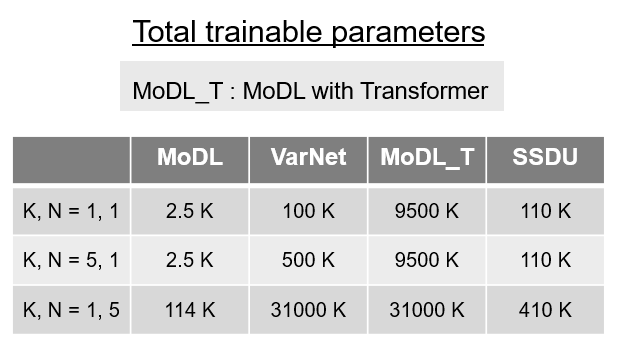 Total trainable parameters
MoDL_T : MoDL with Transformer
MoDL VarNet MoDL_T SSDU
K, N = 1, 1 2.5 K 100 K 9500 K 110 K
K, N = 5, 1 2.5 K 500 K 9500 K 110 K
K, N = 1, 5 114 K 31000 K 31000 K 410 K